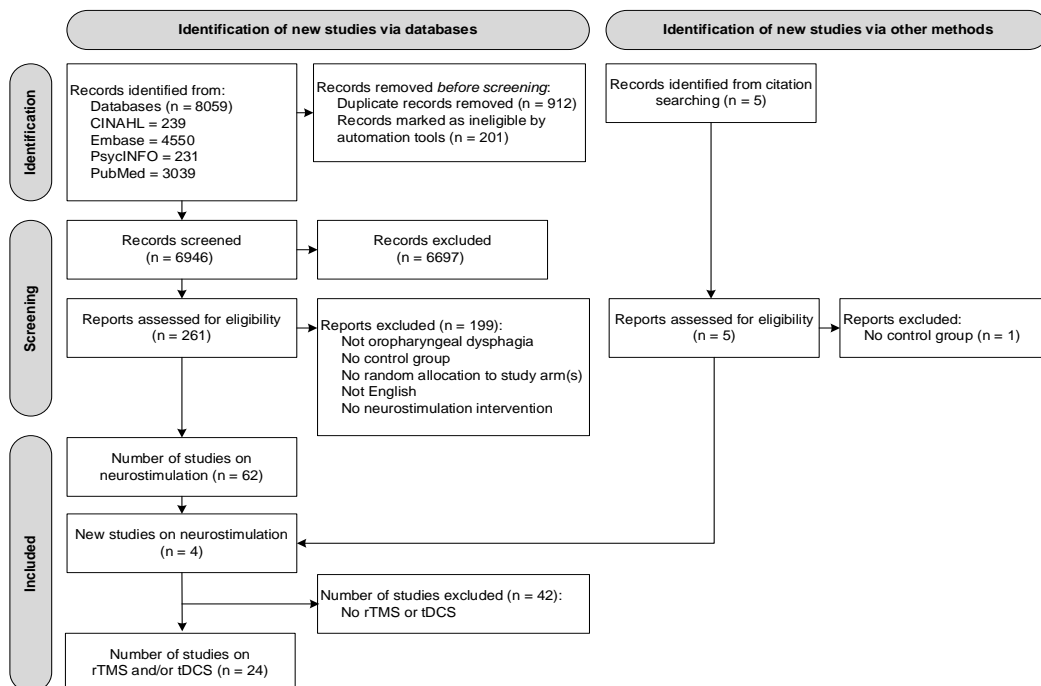 Identification of new studies via databases
Identification of new studies via other methods
Identification
Records identified from:
Databases (n = 8059)
CINAHL = 239
Embase = 4550
PsycINFO = 231
PubMed = 3039
Records removed before screening:
Duplicate records removed (n = 912)
Records marked as ineligible by
automation tools (n = 201)
Records identified from citation
searching (n = 5)
Screening
Records screened
(n = 6946)
Records excluded
(n = 6697)
Reports assessed for eligibility
(n = 261)
Reports excluded (n = 199):
Not oropharyngeal dysphagia
No control group
No random allocation to study arm(s)
Not English
No neurostimulation intervention
Reports assessed for eligibility
(n = 5)
Reports excluded:
No control group (n = 1)
Included
Number of studies on
neurostimulation (n = 62)
New studies on neurostimulation
(n = 4)
Number of studies excluded (n = 42):
No rTMS or tDCS
Number of studies on
rTMS and/or tDCS (n = 24)